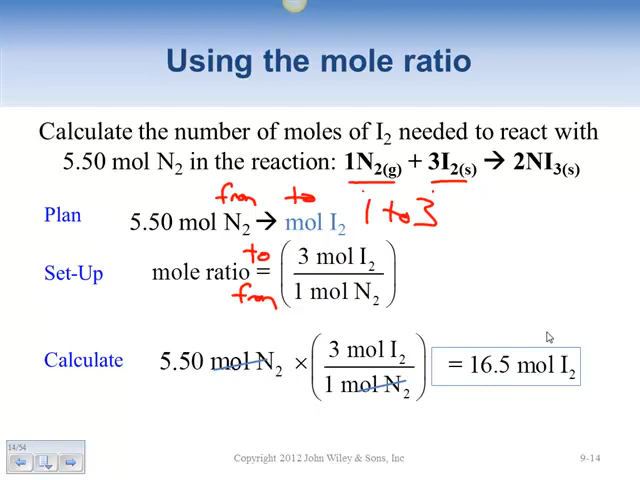 Using the mole ratio
Calculate the number of moles of I₂ needed to react with
5.50 mol N₂ in the reaction: 1N₂(g) + 3I₂(s) → 2NI₃(s)
from to
1 to 3
Plan 5.50 mol N₂ → mol I₂
to
Set-Up mole ratio = (3 mol I₂ / 1 mol N₂)
from
Calculate 5.50 mol N₂ × (3 mol I₂ / 1 mol N₂) = 16.5 mol I₂
14/54
Copyright 2012 John Wiley & Sons, Inc 9-14